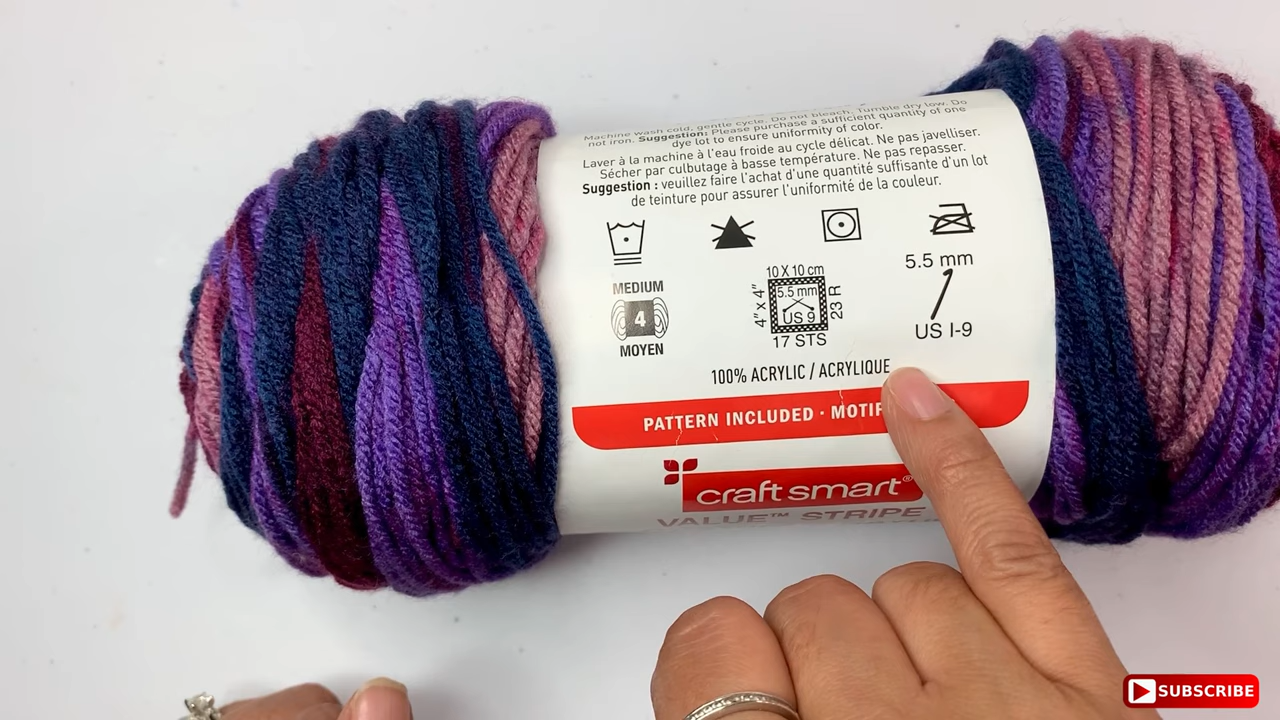 Machine wash cold, gentle cycle. Do not bleach. Tumble dry low. Do
not iron. Suggestion: Please purchase a sufficient quantity of one
dye lot to ensure uniformity of color.
Laver à la machine à l'eau froide au cycle délicat. Ne pas javelliser.
Sécher par culbutage à basse température. Ne pas repasser.
Suggestion : veuillez faire l'achat d'une quantité suffisante d'un lot
de teinture pour assurer l'uniformité de la couleur.
MEDIUM
4
MOYEN
10 X 10 cm
4" x 4"
5.5 mm
US 9
23 R
17 STS
5.5 mm
US I-9
100% ACRYLIC / ACRYLIQUE
PATTERN INCLUDED · MOTIF
craft smart®
VALUE™ STRIPE
SUBSCRIBE